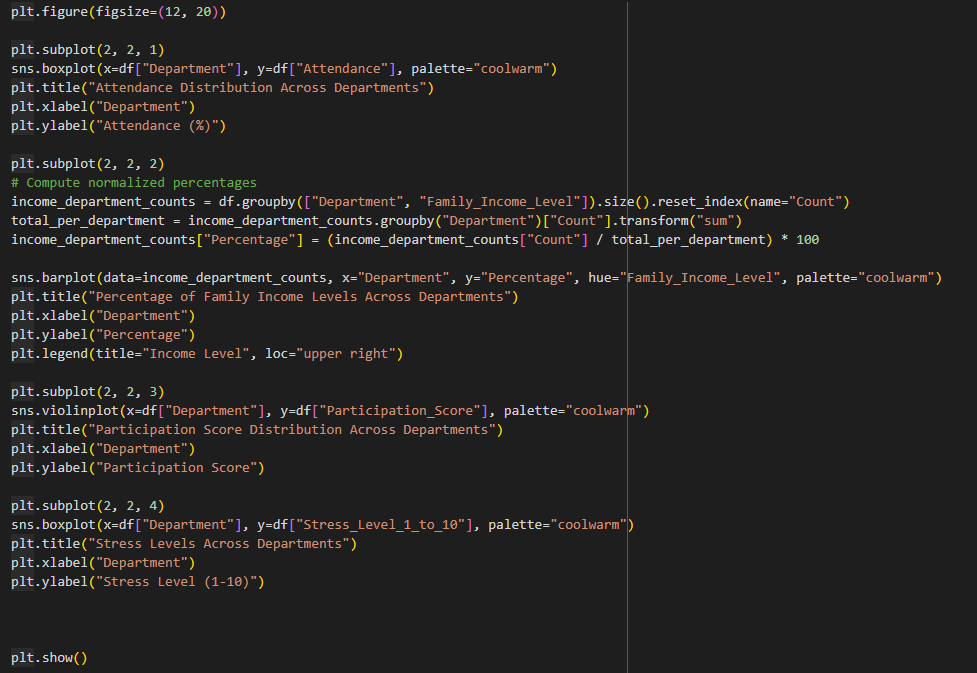 plt.figure(figsize=(12, 20))
plt.subplot(2, 2, 1)
sns.boxplot(x=df["Department"], y=df["Attendance"], palette="coolwarm")
plt.title("Attendance Distribution Across Departments")
plt.xlabel("Department")
plt.ylabel("Attendance (%)")
plt.subplot(2, 2, 2)
# Compute normalized percentages
income_department_counts = df.groupby(["Department", "Family_Income_Level"]).size().reset_index(name="Count")
total_per_department = income_department_counts.groupby("Department")["Count"].transform("sum")
income_department_counts["Percentage"] = (income_department_counts["Count"] / total_per_department) * 100
sns.barplot(data=income_department_counts, x="Department", y="Percentage", hue="Family_Income_Level", palette="coolwarm")
plt.title("Percentage of Family Income Levels Across Departments")
plt.xlabel("Department")
plt.ylabel("Percentage")
plt.legend(title="Income Level", loc="upper right")
plt.subplot(2, 2, 3)
sns.violinplot(x=df["Department"], y=df["Participation_Score"], palette="coolwarm")
plt.title("Participation Score Distribution Across Departments")
plt.xlabel("Department")
plt.ylabel("Participation Score")
plt.subplot(2, 2, 4)
sns.boxplot(x=df["Department"], y=df["Stress_Level_1_to_10"], palette="coolwarm")
plt.title("Stress Levels Across Departments")
plt.xlabel("Department")
plt.ylabel("Stress Level (1-10)")
plt.show()